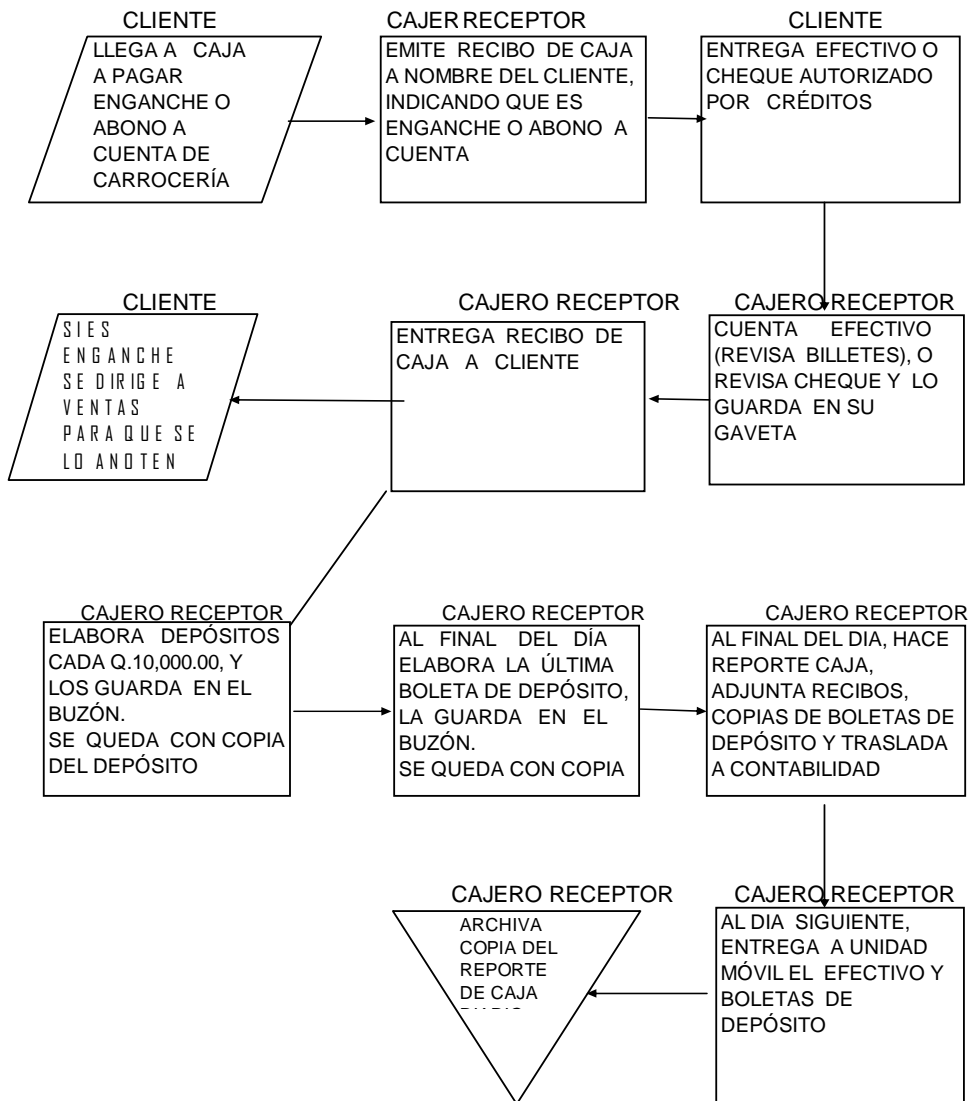 CLIENTE
LLEGA A CAJA
A PAGAR
ENGANCHE O
ABONO A
CUENTA DE
CARROCERÍA
CAJER RECEPTOR
EMITE RECIBO DE CAJA
A NOMBRE DEL CLIENTE,
INDICANDO QUE ES
ENGANCHE O ABONO A
CUENTA
CLIENTE
ENTREGA EFECTIVO O
CHEQUE AUTORIZADO
POR CRÉDITOS
CLIENTE
SI ES
ENGANCHE
SE DIRIGE A
VENTAS
PARA QUE SE
LO ANOTEN
CAJERO RECEPTOR
ENTREGA RECIBO DE
CAJA A CLIENTE
CAJERO RECEPTOR
CUENTA EFECTIVO
(REVISA BILLETES), O
REVISA CHEQUE Y LO
GUARDA EN SU
GAVETA
CAJERO RECEPTOR
ELABORA DEPÓSITOS
CADA Q.10,000.00, Y
LOS GUARDA EN EL
BUZÓN.
SE QUEDA CON COPIA
DEL DEPÓSITO
CAJERO RECEPTOR
AL FINAL DEL DÍA
ELABORA LA ÚLTIMA
BOLETA DE DEPÓSITO,
LA GUARDA EN EL
BUZÓN.
SE QUEDA CON COPIA
CAJERO RECEPTOR
AL FINAL DEL DIA, HACE
REPORTE CAJA,
ADJUNTA RECIBOS,
COPIAS DE BOLETAS DE
DEPÓSITO Y TRASLADA
A CONTABILIDAD
CAJERO RECEPTOR
ARCHIVA
COPIA DEL
REPORTE
DE CAJA
CAJERO RECEPTOR
AL DIA SIGUIENTE,
ENTREGA A UNIDAD
MÓVIL EL EFECTIVO Y
BOLETAS DE
DEPÓSITO